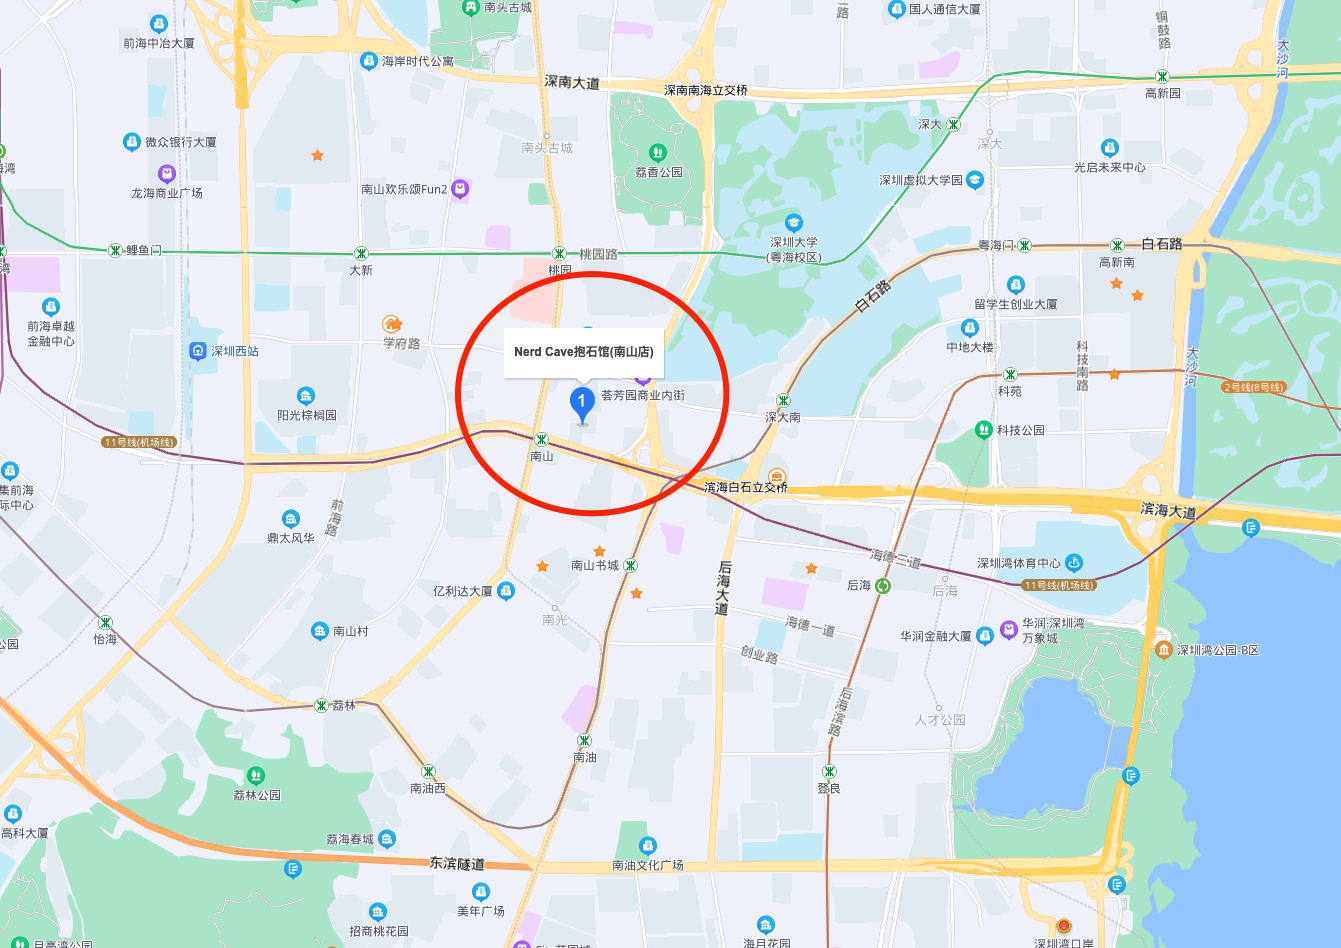 南头古城
国人通信大厦
铜鼓路
前海中冶大厦
大沙河
海岸时代公寓
深南大道
深南南海立交桥
高新园
深大
微众银行大厦
南头古城
深大
光启未来中心
荔香公园
龙海商业广场
南山欢乐颂Fun2
深圳虚拟大学园
深圳大学
(粤海校区)
鲤鱼门
大新
桃园路
桃园
粤海门
白石路
高新南
白石路
留学生创业大厦
前海卓越
金融中心
学府路
深圳西站
中地大楼
科技南路
大沙河
Nerd Cave抱石馆(南山店)
1
荟芳园商业内街
科苑
2号线(8号线)
阳光棕榈园
深大南
科技公园
11号线(机场线)
南山
集前海
际中心
滨海白石立交桥
滨海大道
前海路
鼎太风华
南山书城
后海大道
海德三道
深圳湾体育中心
11号线(机场线)
后海
后海
亿利达大厦
南光
怡海
南山村
海德一道
华润金融大厦
华润·深圳湾
万象城
创业路
深圳湾公园-B区
公园
荔林
后海滨路
人才公园
南油
南油西
登良
荔林公园
高科大厦
荔海春城
东滨隧道
南油文化广场
美年广场
招商桃花园
海月花园
深圳湾口岸